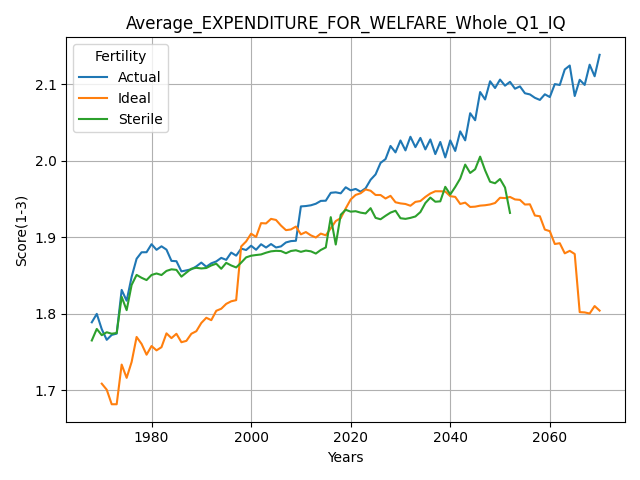 Average_EXPENDITURE_FOR_WELFARE_Whole_Q1_IQ
Fertility
Actual
Ideal
Sterile
Score(1-3)
2.1
2.0
1.9
1.8
1.7
1980 2000 2020 2040 2060
Years